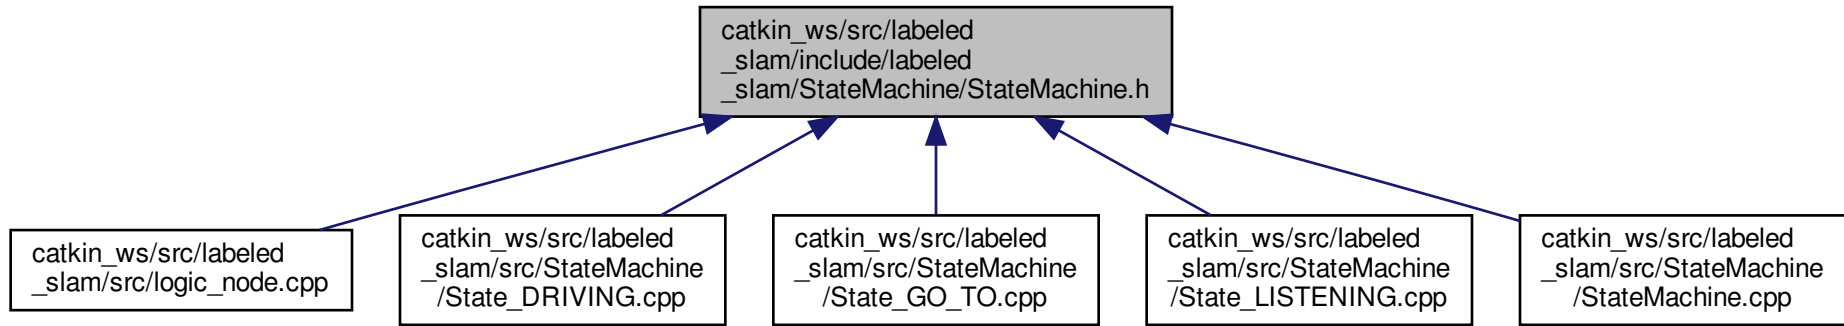 catkin_ws/src/labeled
_slam/include/labeled
_slam/StateMachine/StateMachine.h
catkin_ws/src/labeled
_slam/src/logic_node.cpp
catkin_ws/src/labeled
_slam/src/StateMachine
/State_DRIVING.cpp
catkin_ws/src/labeled
_slam/src/StateMachine
/State_GO_TO.cpp
catkin_ws/src/labeled
_slam/src/StateMachine
/State_LISTENING.cpp
catkin_ws/src/labeled
_slam/src/StateMachine
/StateMachine.cpp